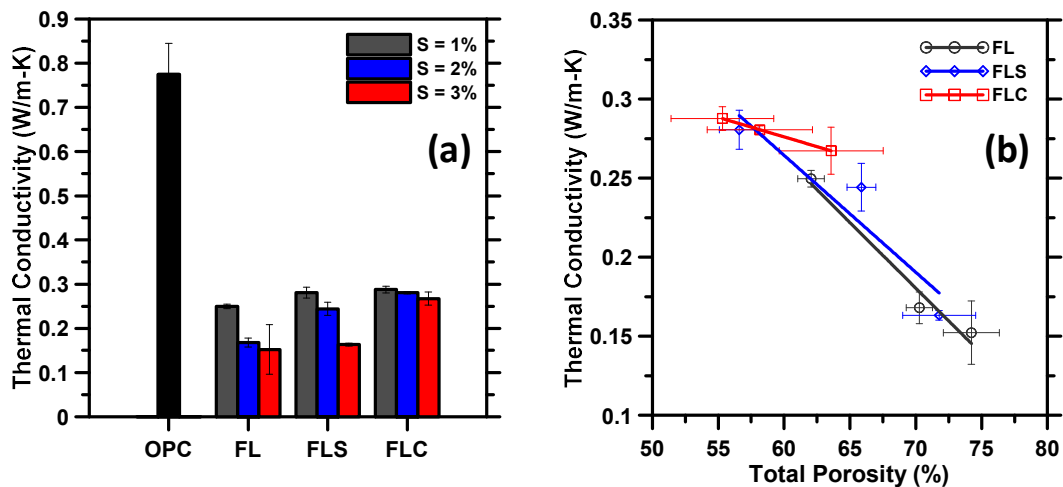 Thermal Conductivity (W/m-K)
0.9
0.8
0.7
0.6
0.5
0.4
0.3
0.2
0.1
0
S = 1%
S = 2%
S = 3%
(a)
OPC FL FLS FLC
Thermal Conductivity (W/m-K)
0.35
0.3
0.25
0.2
0.15
0.1
FL
FLS
FLC
(b)
50 55 60 65 70 75 80
Total Porosity (%)